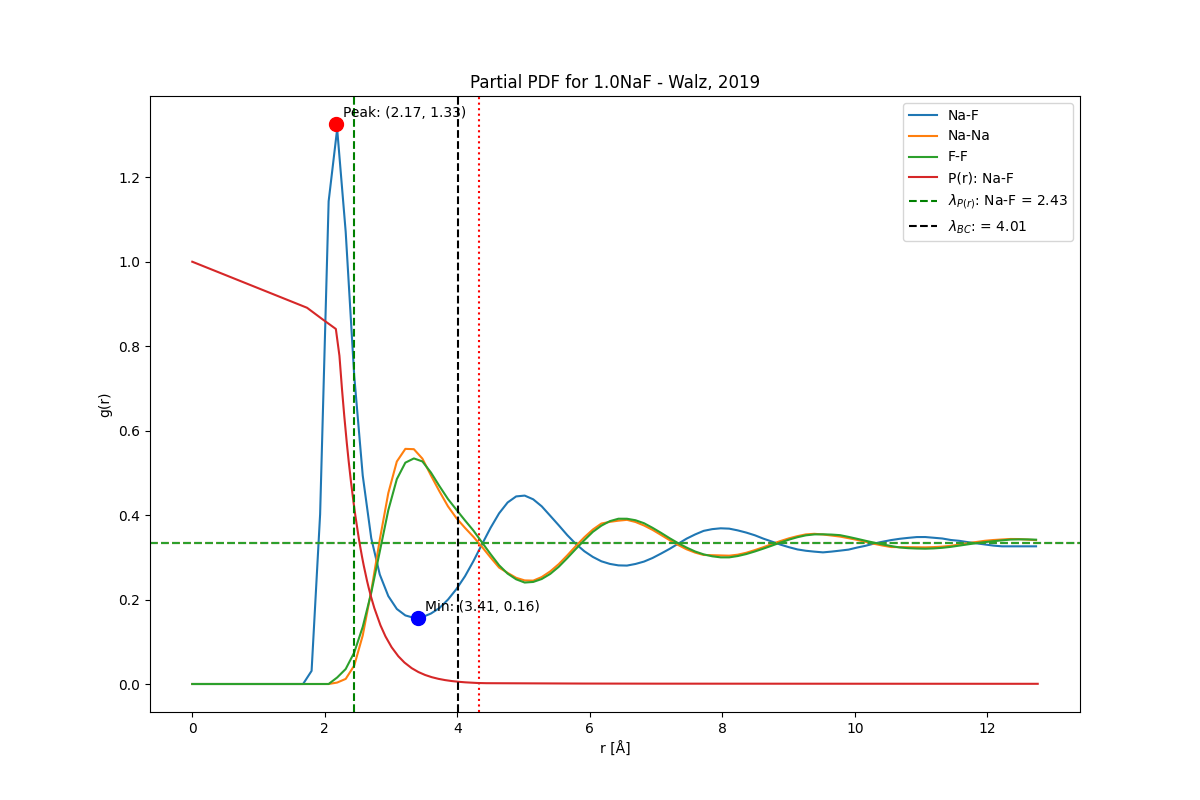 Partial PDF for 1.0NaF - Walz, 2019
Peak: (2.17, 1.33)
Min: (3.41, 0.16)
Na-F
Na-Na
F-F
P(r): Na-F
λP(r): Na-F = 2.43
λBC: = 4.01
g(r)
1.2
1.0
0.8
0.6
0.4
0.2
0.0
0 2 4 6 8 10 12
r [Å]